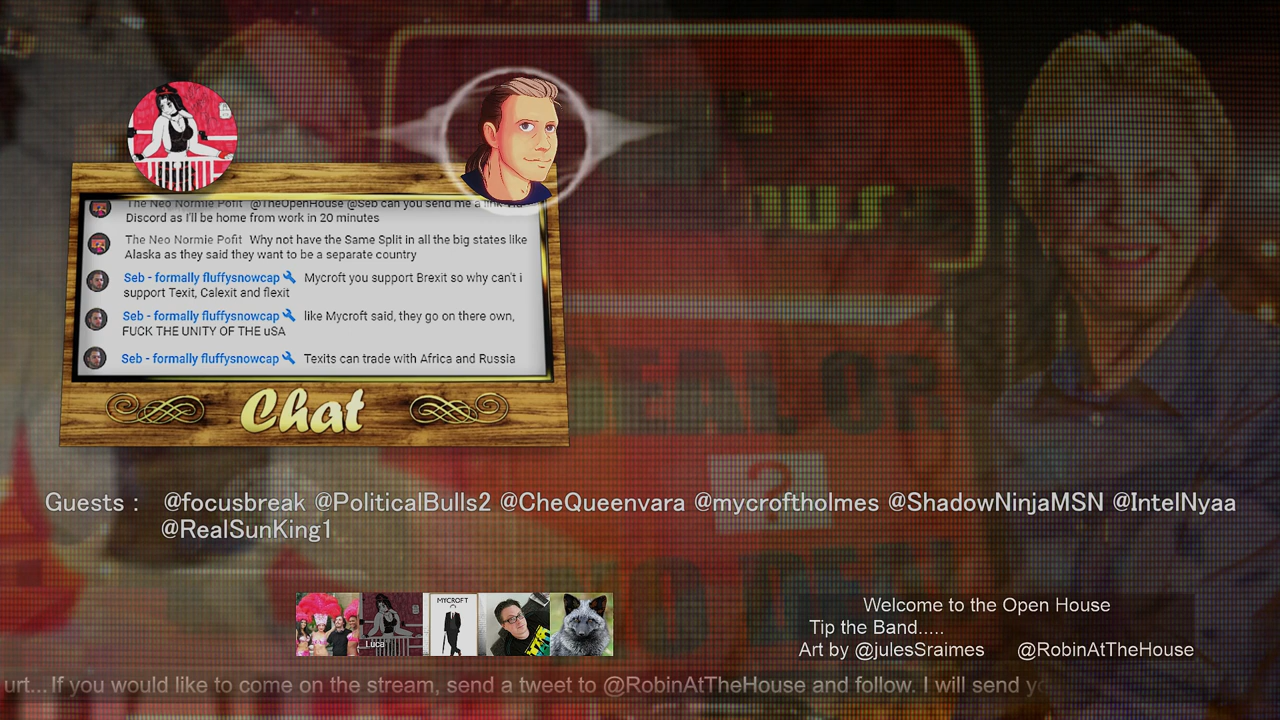 The Neo Normie Pofit @TheOpenHouse @Seb can you send me a link
Discord as I'll be home from work in 20 minutes
The Neo Normie Pofit Why not have the Same Split in all the big states like
Alaska as they said they want to be a separate country
Seb - formally fluffysnowcap Mycroft you support Brexit so why can't i
support Texit, Calexit and flexit
Seb - formally fluffysnowcap like Mycroft said, they go on there own,
FUCK THE UNITY OF THE uSA
Seb - formally fluffysnowcap Texits can trade with Africa and Russia
Chat
DEAL OR
?
NO DEAL
Guests : @focusbreak @PoliticalBulls2 @CheQueenvara @mycroftholmes @ShadowNinjaMSN @IntelNyaa
@RealSunKing1
MYCROFT
Luca
Welcome to the Open House
Tip the Band.....
Art by @julesSraimes @RobinAtTheHouse
urt... If you would like to come on the stream, send a tweet to @RobinAtTheHouse and follow. I will send